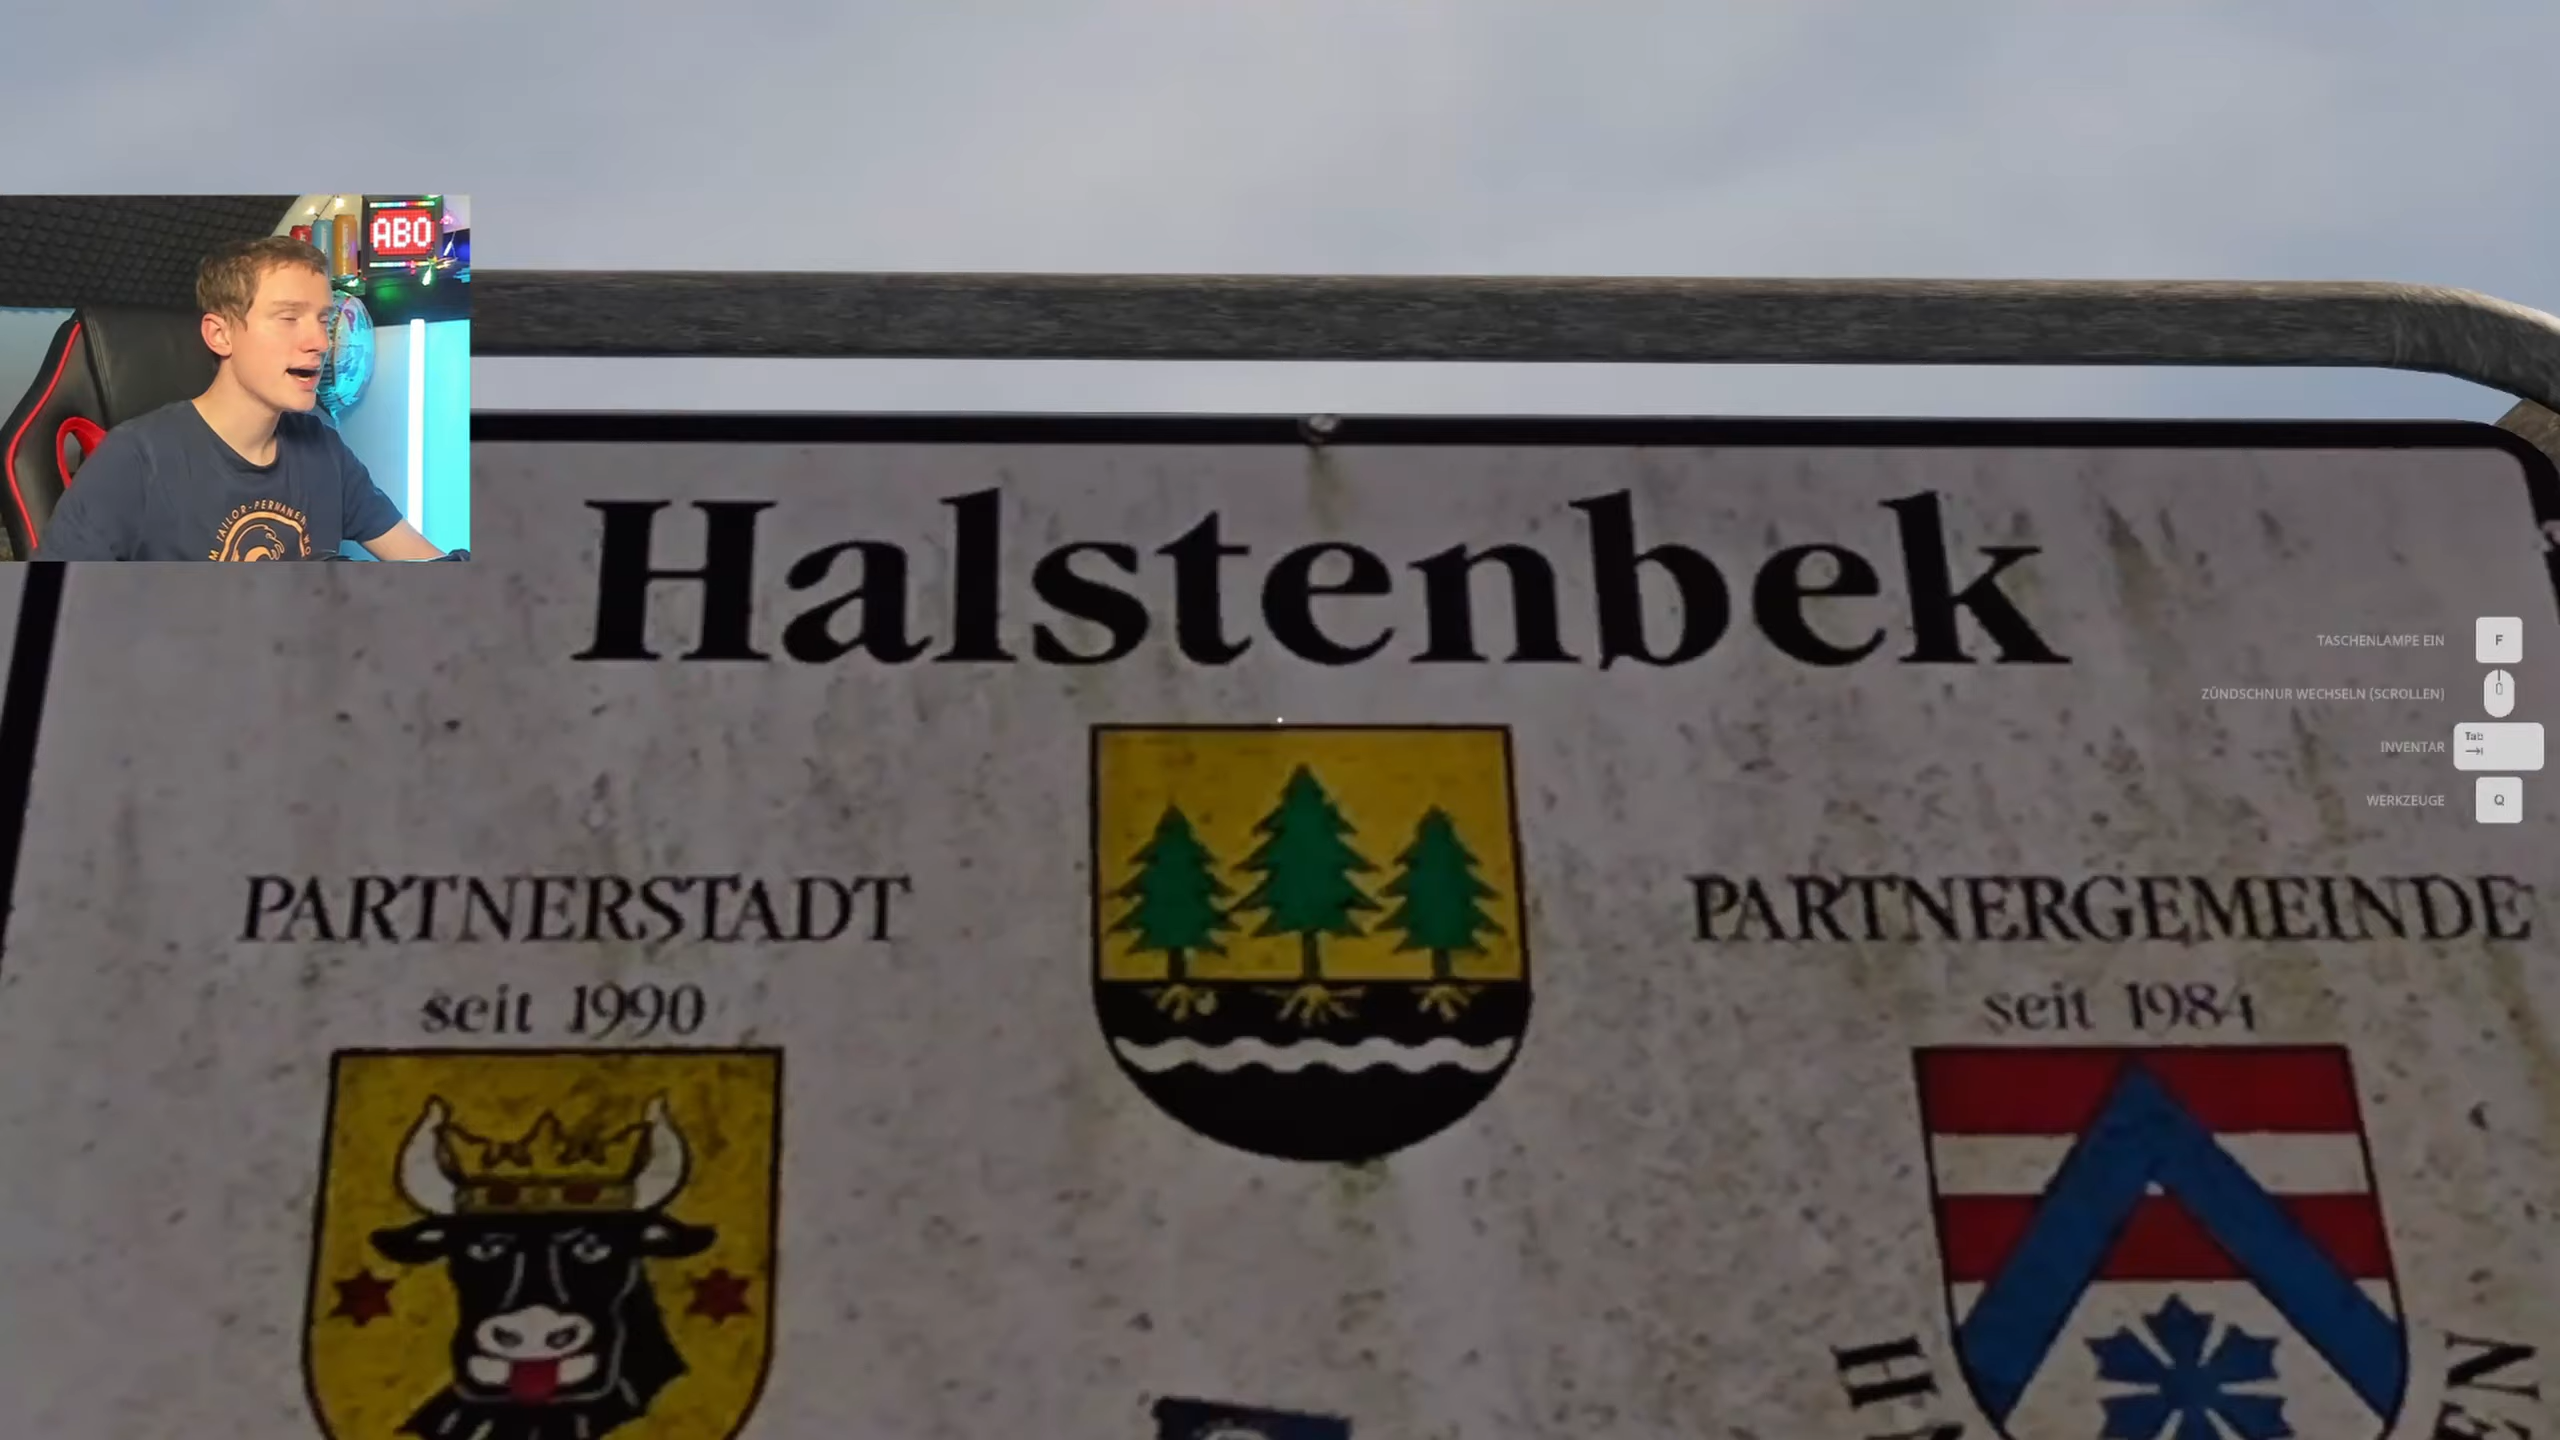 ABO
Halstenbek
TASCHENLAMPE EIN F
ZÜNDSCHNUR WECHSELN (SCROLLEN)
INVENTAR Tab
WERKZEUGE Q
PARTNERSTADT
seit 1990
PARTNERGEMEINDE
seit 1984